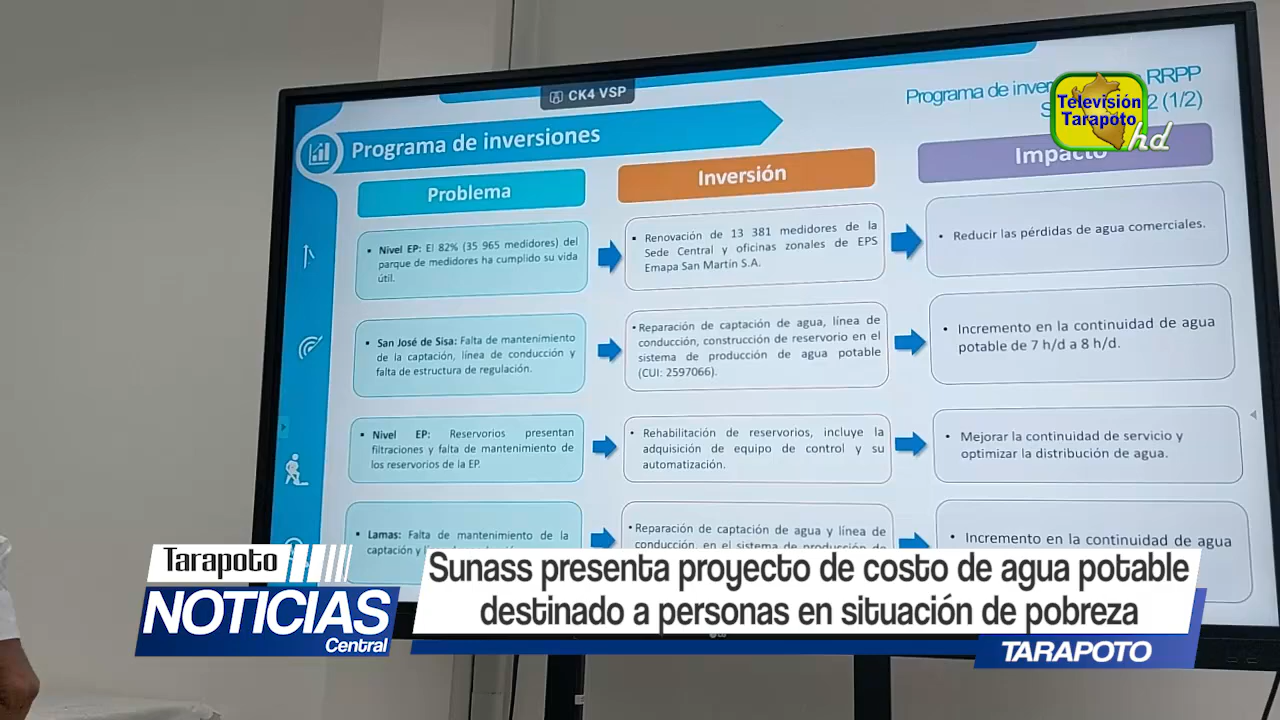 CK4 VSP
Programa de RRPP
2 (1/2)
Televisión
Tarapoto
hd
Programa de inversiones
Problema
Inversión
Impacto
• Nivel EP: El 82% (35 965 medidores) del
parque de medidores ha cumplido su vida
útil.
• Renovación de 13 381 medidores de la
Sede Central y oficinas zonales de EPS
Emapa San Martín S.A.
• Reducir las pérdidas de agua comerciales.
• San José de Sisa: Falta de mantenimiento
de la captación, línea de conducción y
falta de estructura de regulación.
• Reparación de captación de agua, línea de
conducción, construcción de reservorio en el
sistema de producción de agua potable
(CUI: 2597066).
• Incremento en la continuidad de agua
potable de 7 h/d a 8 h/d.
• Nivel EP: Reservorios presentan
filtraciones y falta de mantenimiento de
los reservorios de la EP.
• Rehabilitación de reservorios, incluye la
adquisición de equipo de control y su
automatización.
• Mejorar la continuidad de servicio y
optimizar la distribución de agua.
• Lamas: Falta de mantenimiento de la
captación y
• Reparación de captación de agua y línea de
conducción, en el sistema de producción de
• Incremento en la continuidad de agua
Tarapoto
NOTICIAS
Central
Sunass presenta proyecto de costo de agua potable
destinado a personas en situación de pobreza
TARAPOTO